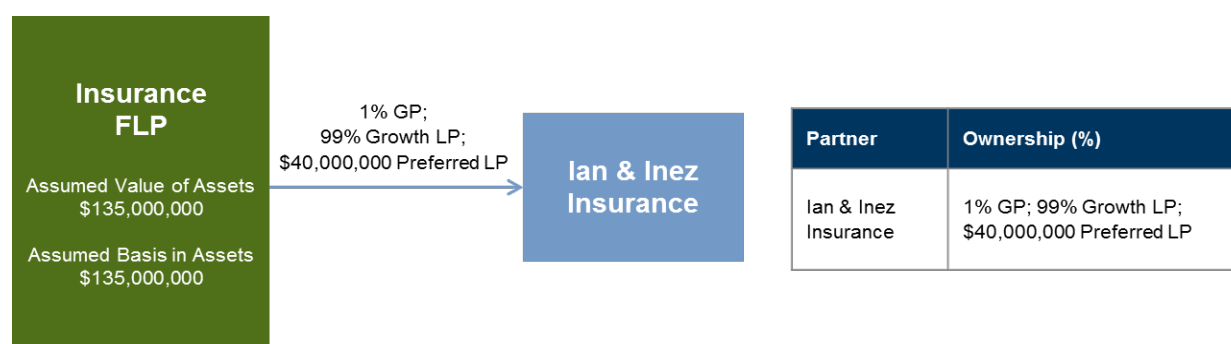 Insurance
FLP
Assumed Value of Assets
$135,000,000
Assumed Basis in Assets
$135,000,000
1% GP;
99% Growth LP;
$40,000,000 Preferred LP
Ian & Inez
Insurance
Partner
Ownership (%)
Ian & Inez
Insurance
1% GP; 99% Growth LP;
$40,000,000 Preferred LP